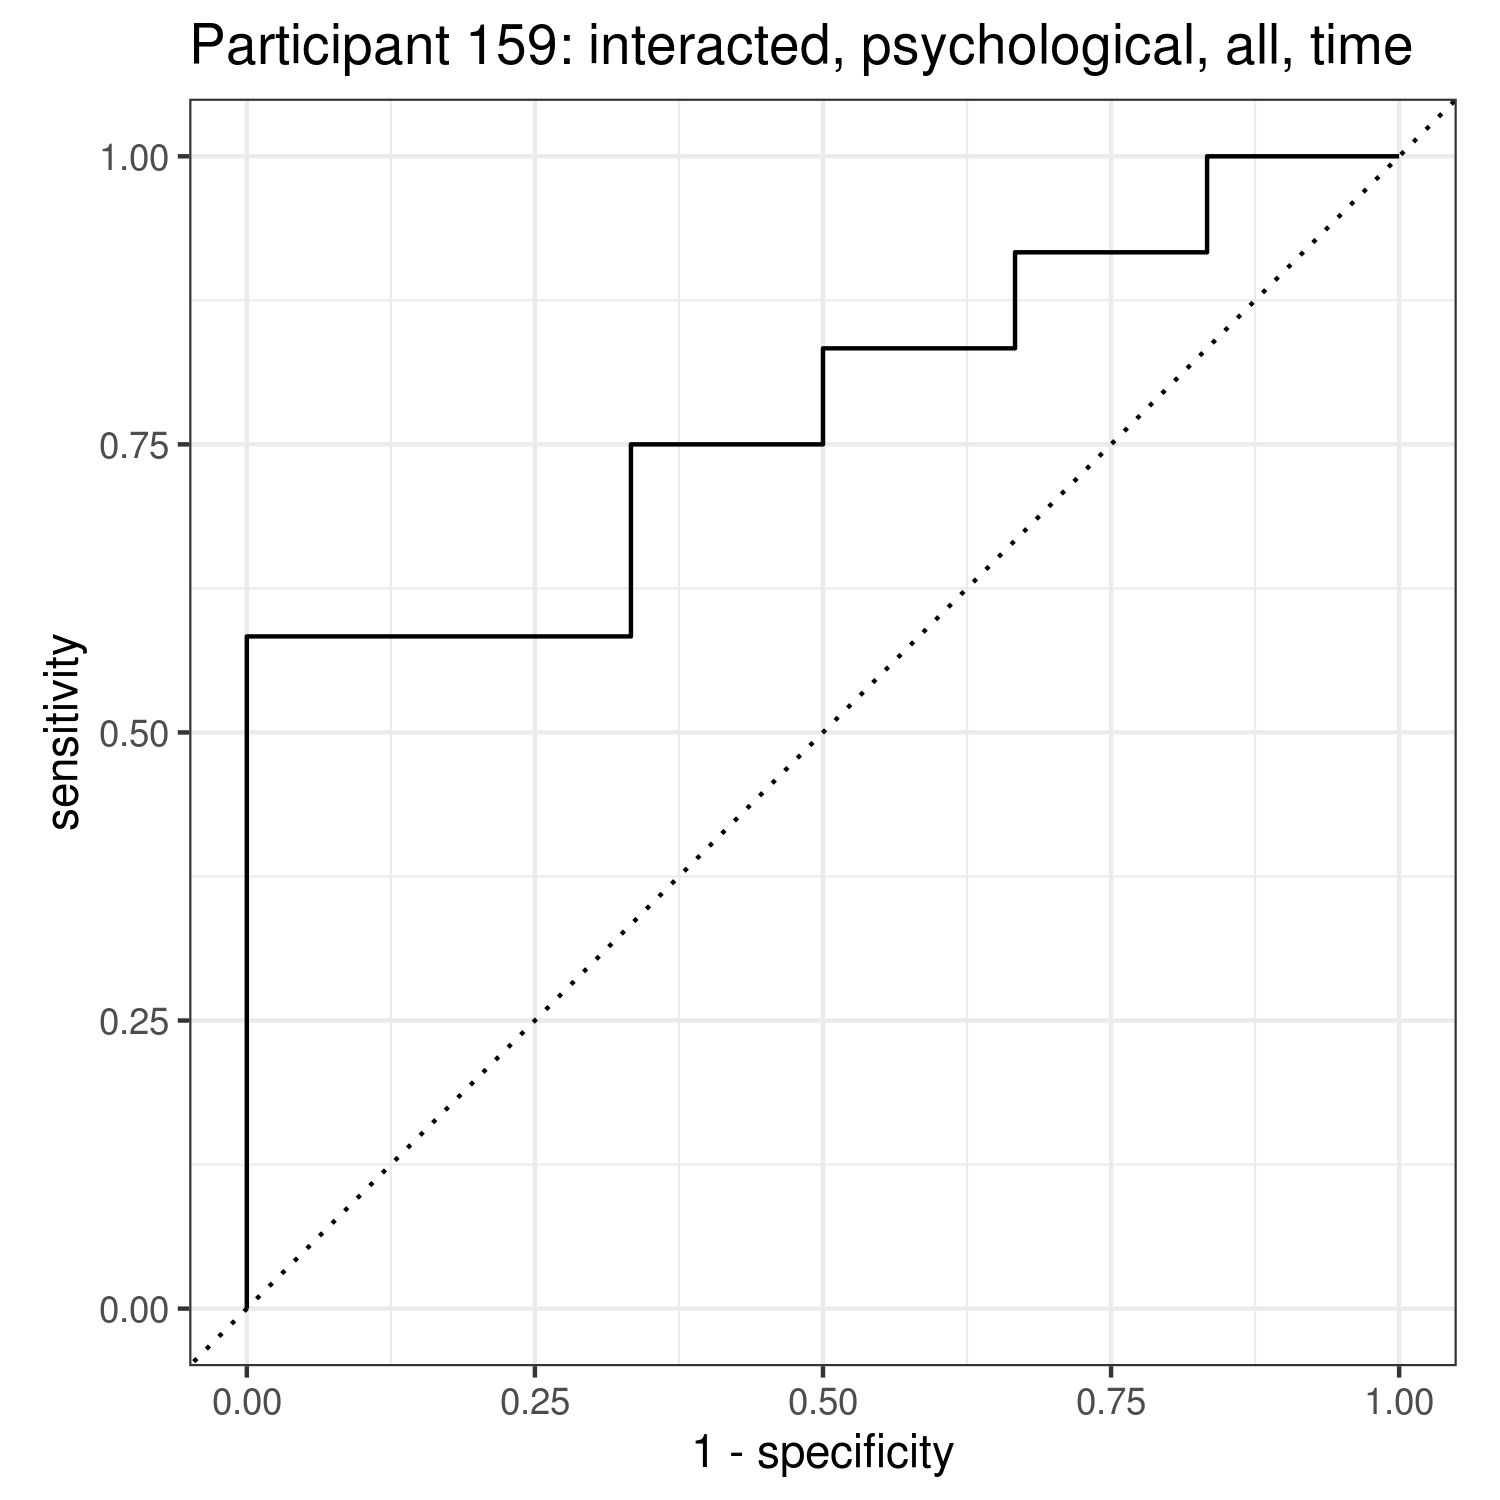 Participant 159: interacted, psychological, all, time
1.00
0.75
0.50
0.25
0.00
sensitivity
0.00 0.25 0.50 0.75 1.00
1 - specificity